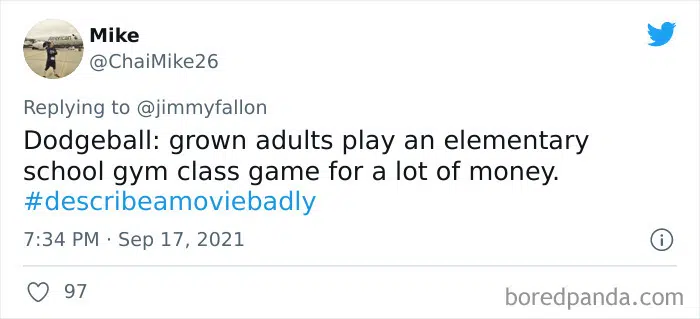 Mike
@ChaiMike26
Replying to @jimmyfallon
Dodgeball: grown adults play an elementary
school gym class game for a lot of money.
#describeamoviebadly
7:34 PM · Sep 17, 2021
97
boredpanda.com